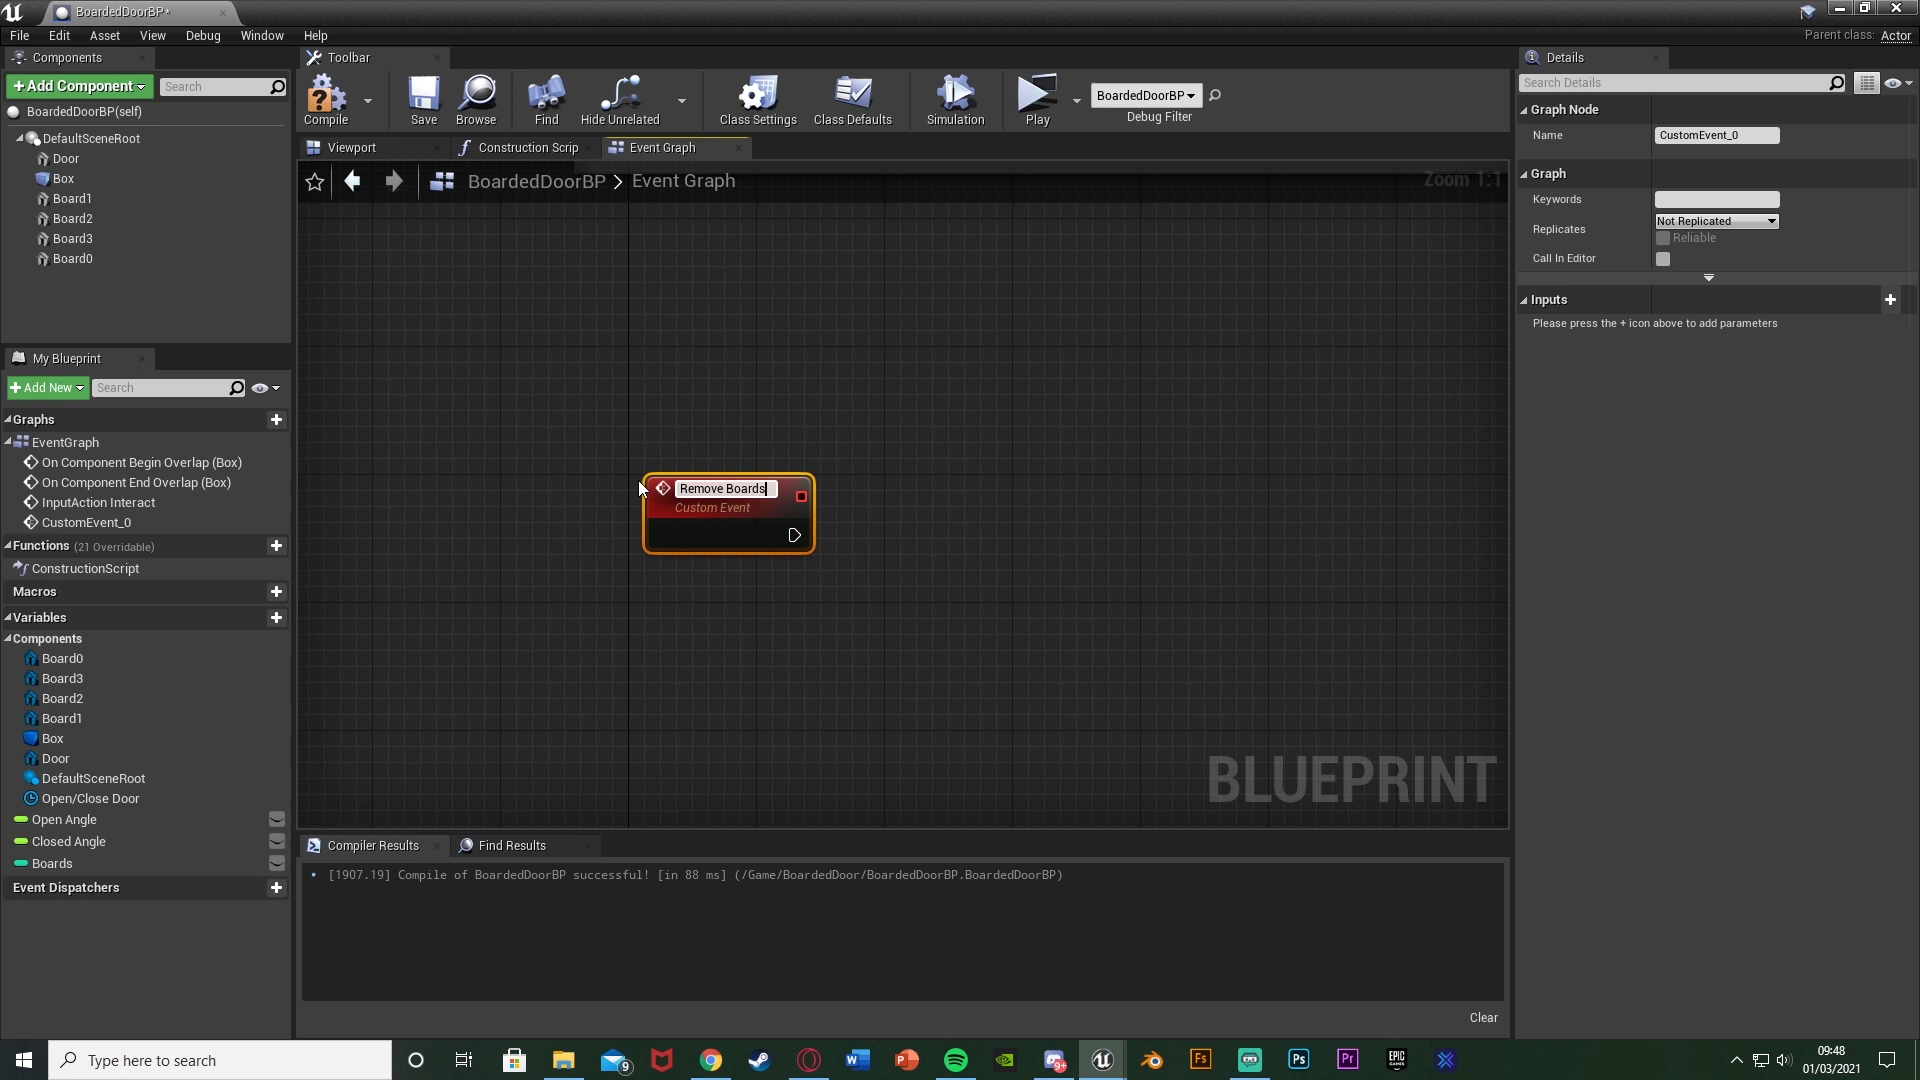 BoardedDoorBP*
File Edit Asset View Debug Window Help
Parent class: Actor
Components
+ Add Component
Search
BoardedDoorBP(self)
DefaultSceneRoot
Door
Box
Board1
Board2
Board3
Board0
My Blueprint
+ Add New
Search
Graphs
EventGraph
On Component Begin Overlap (Box)
On Component End Overlap (Box)
InputAction Interact
CustomEvent_0
Functions (21 Overridable)
ConstructionScript
Macros
Variables
Components
Board0
Board3
Board2
Board1
Box
Door
DefaultSceneRoot
Open/Close Door
Open Angle
Closed Angle
Boards
Event Dispatchers
Toolbar
Compile
Save
Browse
Find
Hide Unrelated
Class Settings
Class Defaults
Simulation
Play
BoardedDoorBP
Debug Filter
Viewport
Construction Scrip
Event Graph
BoardedDoorBP > Event Graph
Zoom 1:1
Remove Boards
Custom Event
BLUEPRINT
Compiler Results
Find Results
[1907.19] Compile of BoardedDoorBP successful! [in 88 ms] (/Game/BoardedDoor/BoardedDoorBP.BoardedDoorBP)
Clear
Details
Search Details
Graph Node
Name CustomEvent_0
Graph
Keywords
Replicates Not Replicated
Reliable
Call In Editor
Inputs
Please press the + icon above to add parameters
Type here to search
9
9+
Fs
Ps
Pr
EPIC GAMES
09:48
01/03/2021